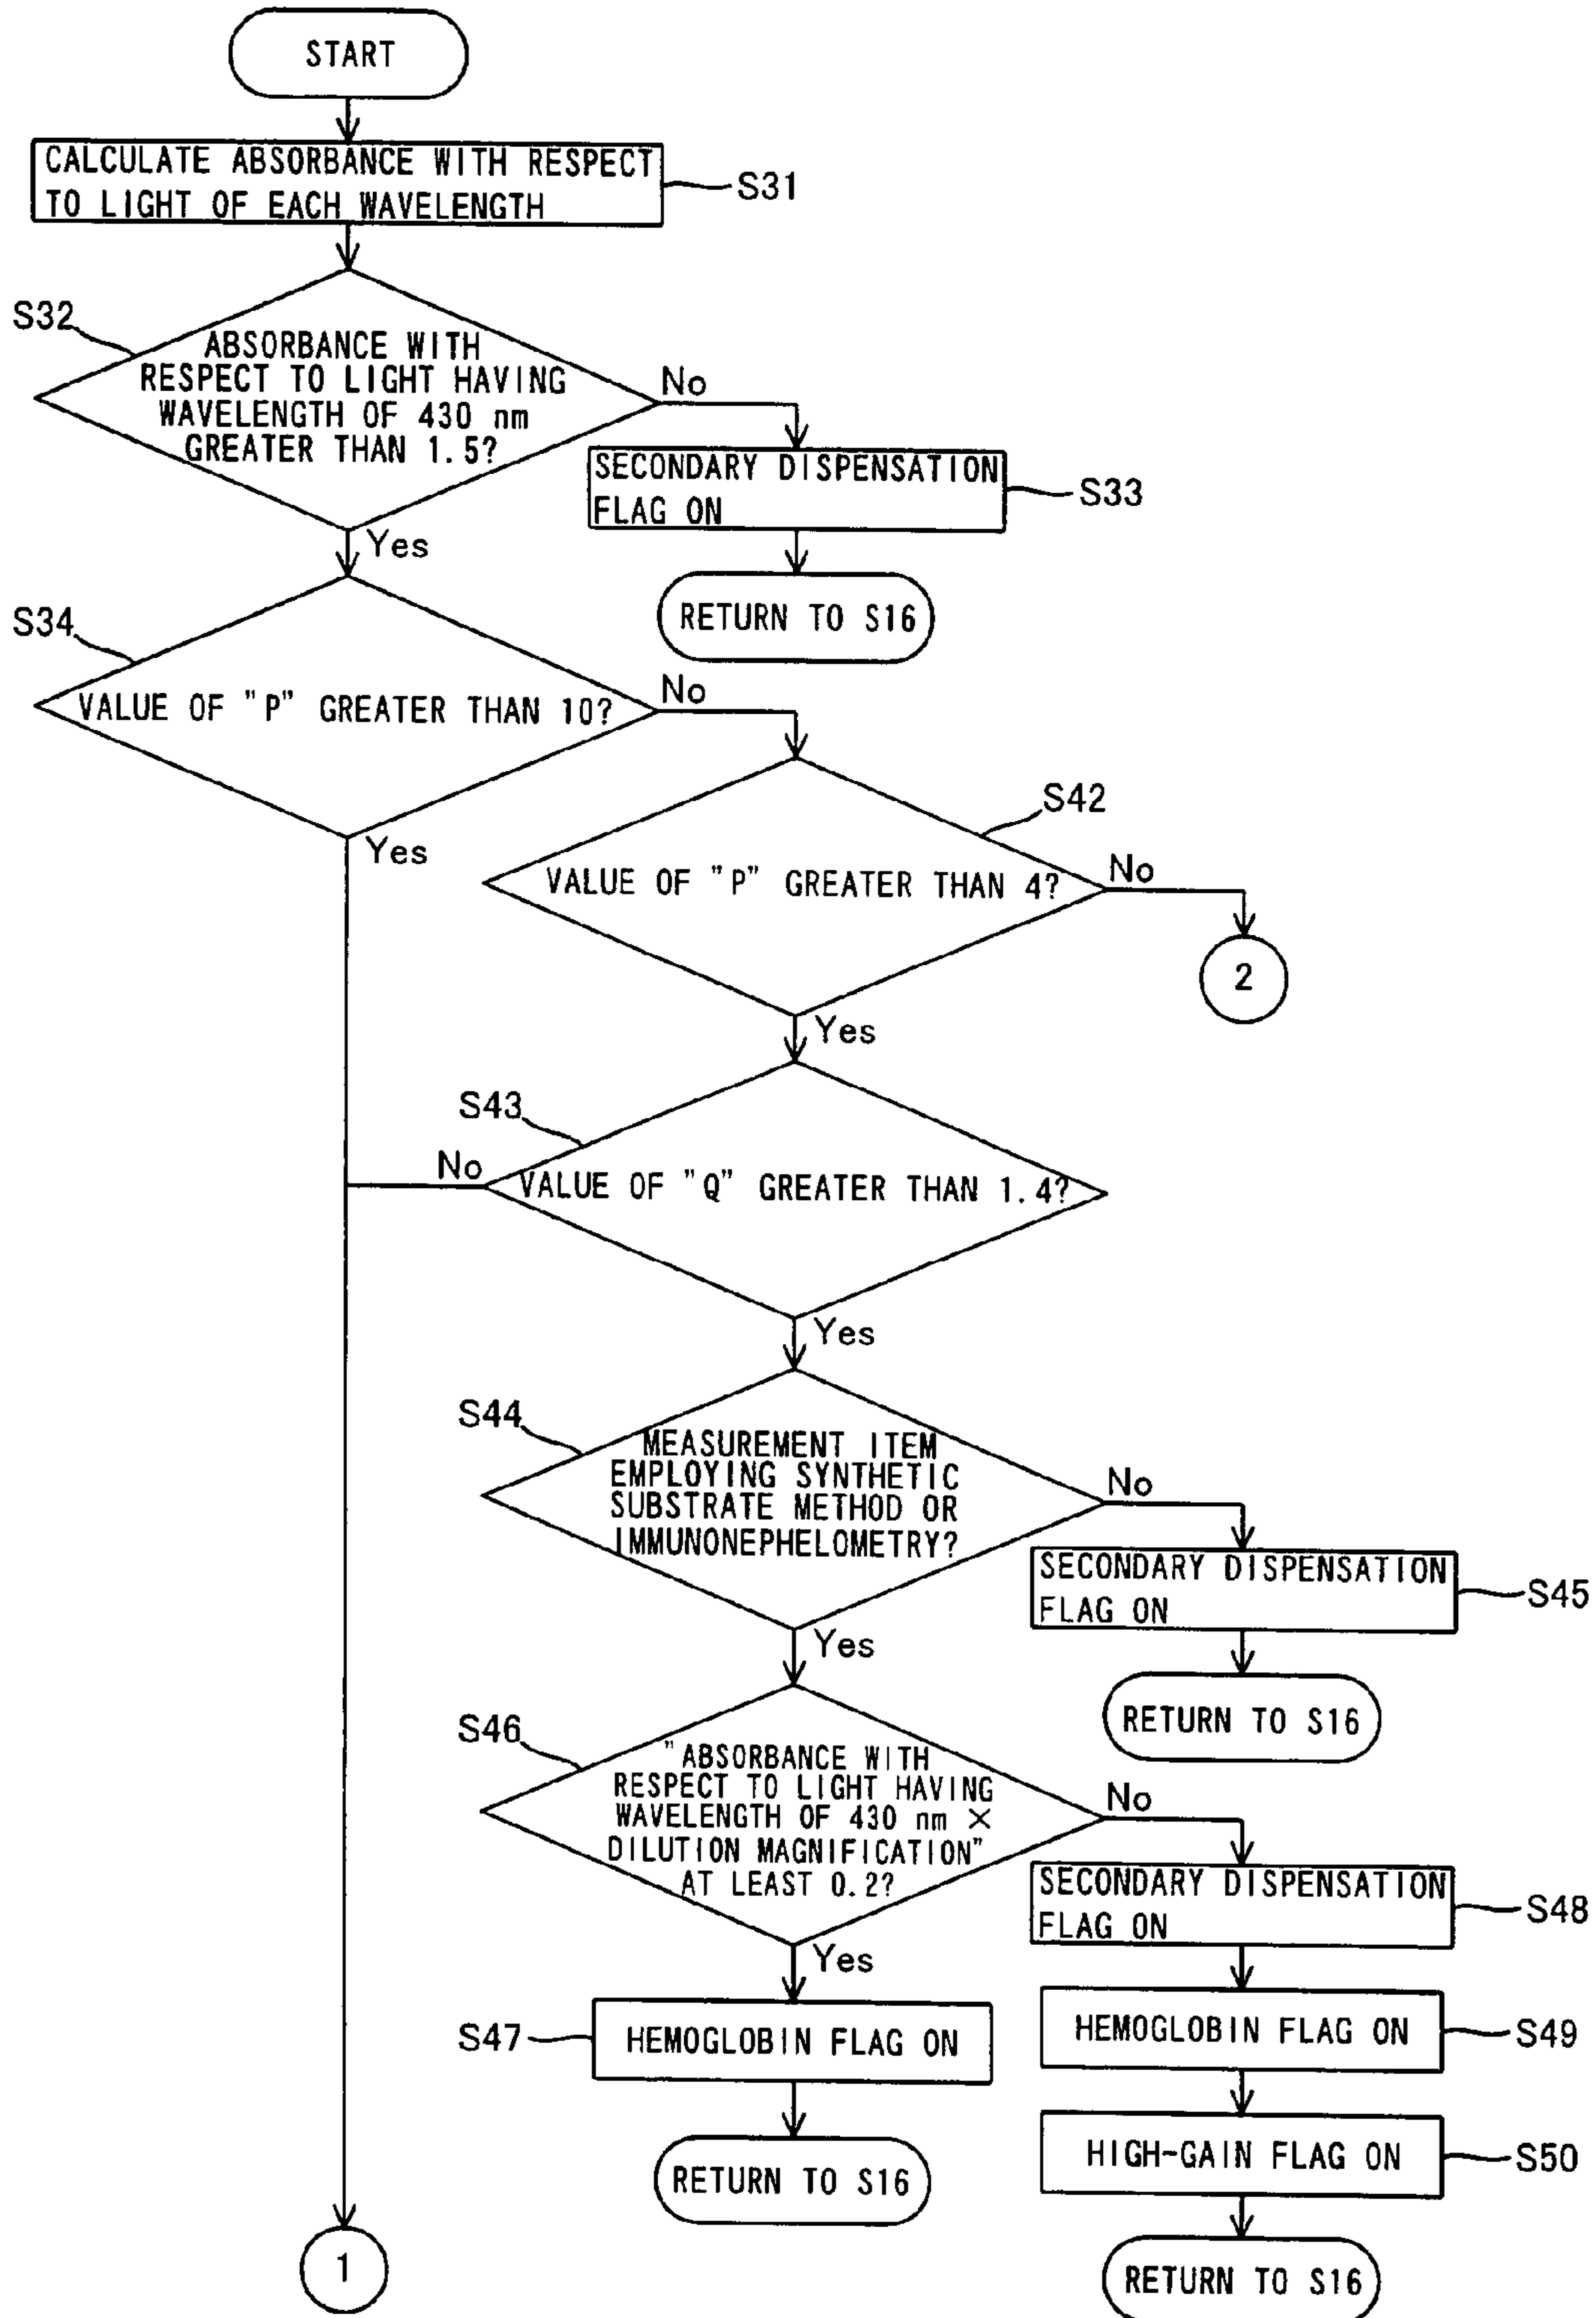 START
CALCULATE ABSORBANCE WITH RESPECT
TO LIGHT OF EACH WAVELENGTH
S31
S32
ABSORBANCE WITH
RESPECT TO LIGHT HAVING
WAVELENGTH OF 430 nm
GREATER THAN 1.5?
No
Yes
SECONDARY DISPENSATION
FLAG ON
S33
RETURN TO S16
S34
VALUE OF "P" GREATER THAN 10?
No
Yes
S42
VALUE OF "P" GREATER THAN 4?
No
2
Yes
S43
No
VALUE OF "Q" GREATER THAN 1.4?
Yes
S44
MEASUREMENT ITEM
EMPLOYING SYNTHETIC
SUBSTRATE METHOD OR
IMMUNONEPHELOMETRY?
No
Yes
SECONDARY DISPENSATION
FLAG ON
S45
RETURN TO S16
S46
"ABSORBANCE WITH
RESPECT TO LIGHT HAVING
WAVELENGTH OF 430 nm ×
DILUTION MAGNIFICATION"
AT LEAST 0.2?
No
Yes
SECONDARY DISPENSATION
FLAG ON
S48
S47
HEMOGLOBIN FLAG ON
HEMOGLOBIN FLAG ON
S49
HIGH-GAIN FLAG ON
S50
RETURN TO S16
RETURN TO S16
1